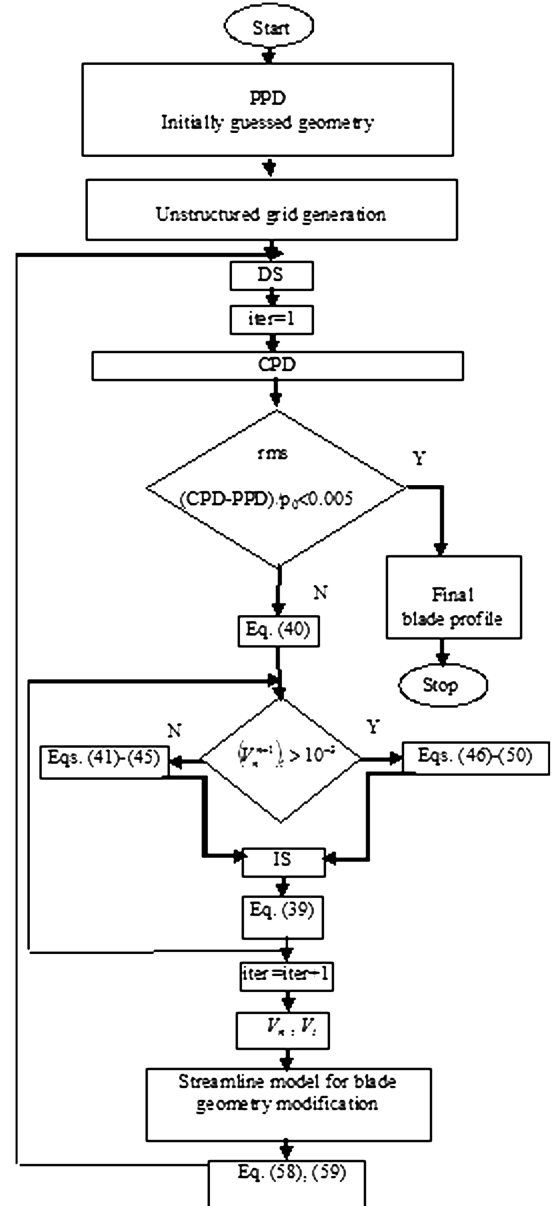 Start
PPD
Initially guessed geometry
Unstructured grid generation
DS
iter=1
CPD
rms
(CPD-PPD)/p₀<0.005
Y
N
Final
blade profile
Stop
Eq. (40)
N
Y
Eqs. (41)-(45)
Eqs. (46)-(50)
IS
Eq. (39)
iter=iter+1
Streamline model for blade
geometry modification
Eq. (58), (59)